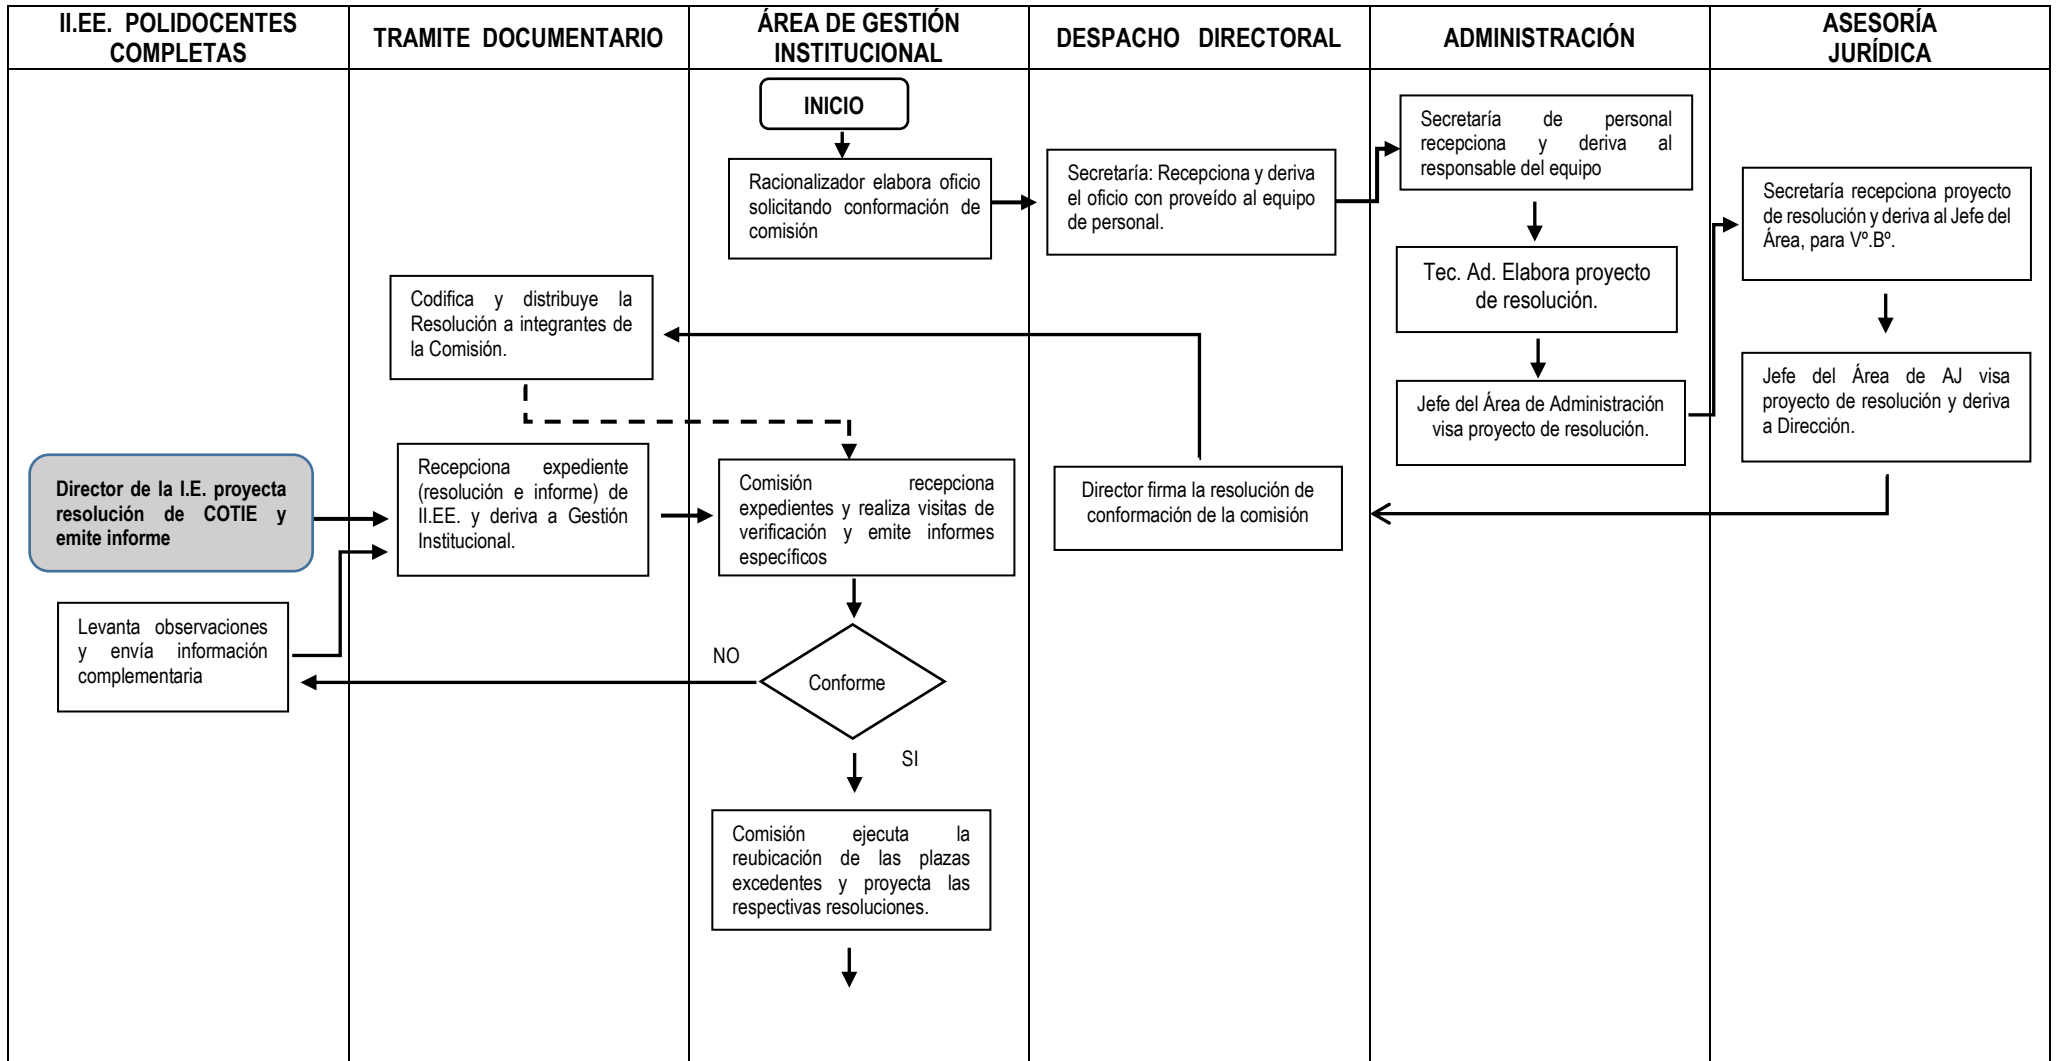 II.EE. POLIDOCENTES
COMPLETAS
TRAMITE DOCUMENTARIO
ÁREA DE GESTIÓN
INSTITUCIONAL
DESPACHO DIRECTORAL
ADMINISTRACIÓN
ASESORÍA
JURÍDICA
INICIO
Racionalizador elabora oficio
solicitando conformación de
comisión
Secretaría: Recepciona y deriva
el oficio con proveído al equipo
de personal.
Secretaría de personal
recepciona y deriva al
responsable del equipo
Tec. Ad. Elabora proyecto
de resolución.
Jefe del Área de Administración
visa proyecto de resolución.
Secretaría recepciona proyecto
de resolución y deriva al Jefe del
Área, para Vº.Bº.
Jefe del Área de AJ visa
proyecto de resolución y deriva
a Dirección.
Director firma la resolución de
conformación de la comisión
Codifica y distribuye la
Resolución a integrantes de
la Comisión.
Director de la I.E. proyecta
resolución de COTIE y
emite informe
Recepciona expediente
(resolución e informe) de
II.EE. y deriva a Gestión
Institucional.
Comisión recepciona
expedientes y realiza visitas de
verificación y emite informes
específicos
Levanta observaciones
y envía información
complementaria
NO
Conforme
SI
Comisión ejecuta la
reubicación de las plazas
excedentes y proyecta las
respectivas resoluciones.